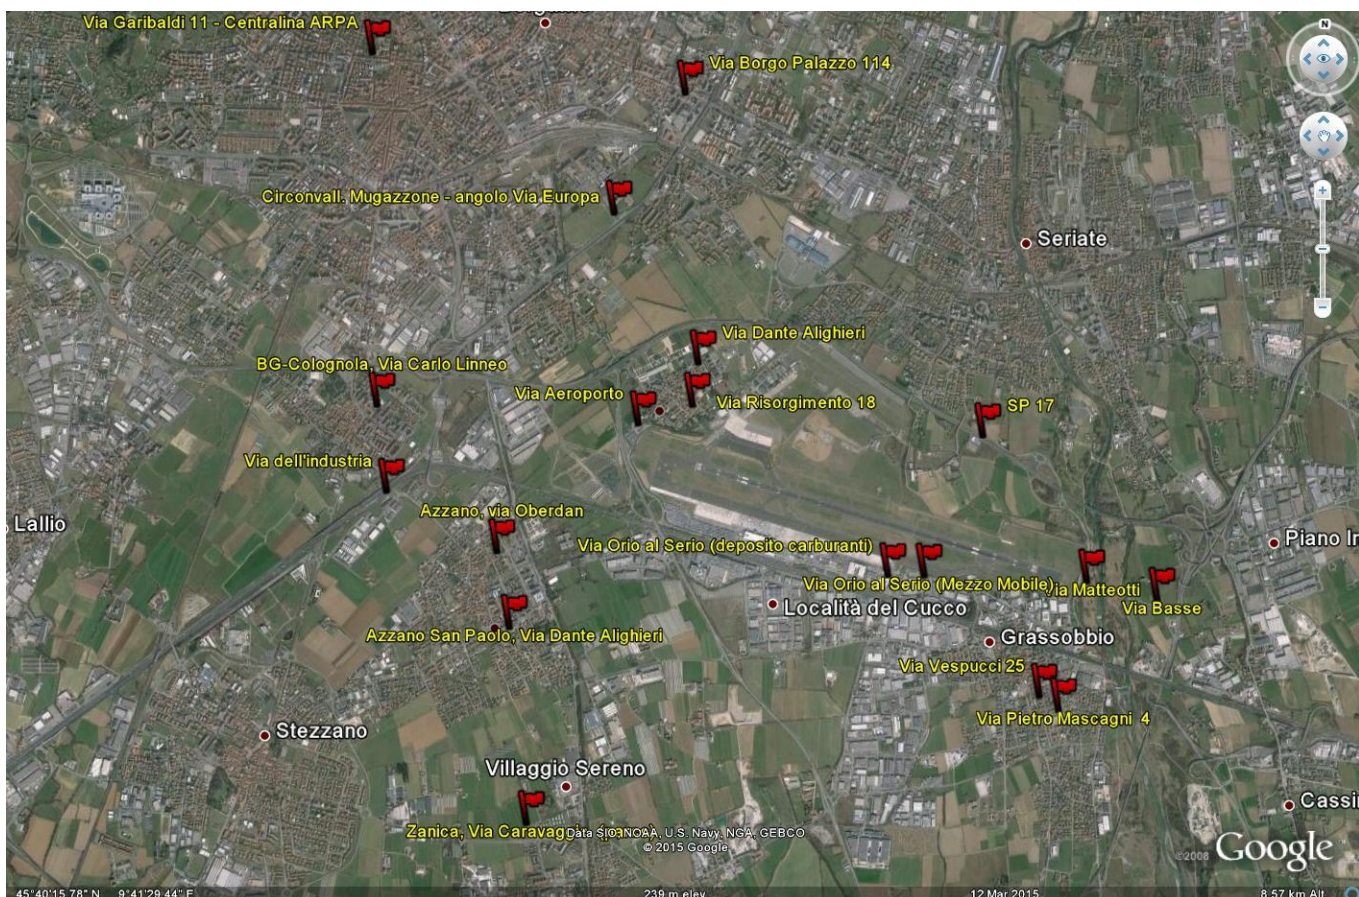 Via Garibaldi 11 - Centralina ARPA
N
Via Borgo Palazzo 114
Circonvall. Mugazzone - angolo Via Europa
Seriate
Via Dante Alighieri
BG-Colognola, Via Carlo Linneo
Via Aeroporto
Via Risorgimento 18
SP 17
Via dell'industria
Azzano, via Oberdan
Lallio
Via Orio al Serio (deposito carburanti)
Piano In
Via Orio al Serio (Mezzo Mobile)
Via Matteotti
Via Basse
Località del Cucco
Azzano San Paolo, Via Dante Alighieri
Grassobbio
Via Vespucci 25
Via Pietro Mascagni 4
Stezzano
Villaggio Sereno
Cassi
Zanica, Via Caravaggio
Data SIO, NOAA, U.S. Navy, NGA, GEBCO
© 2015 Google
©2008 Google
45°40'15.78" N 9°41'29.44" E 239 m elev 12 Mar 2015 8.57 km Alt